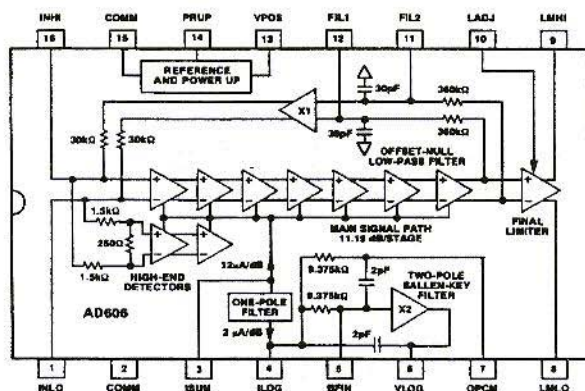 INHI COMM PRUP VPOS FIL1 FIL2 LADJ LMHI
16 15 14 13 12 11 10 9
REFERENCE
AND POWER UP
30pF
360kΩ
X1
30kΩ 30kΩ
30pF
360kΩ
OFFSET-NULL
LOW-PASS FILTER
MAIN SIGNAL PATH
11.15 dB/STAGE
FINAL
LIMITER
1.5kΩ
250Ω
1.5kΩ
HIGH-END
DETECTORS
12µA/dB
ONE-POLE
FILTER
2 µA/dB
9.375kΩ
9.375kΩ
2pF
TWO-POLE
SALLEN-KEY
FILTER
X2
2pF
AD606
1 2 3 4 5 6 7 8
INLO COMM ISUM ILOG BFIN VLOG OPCM LMLO